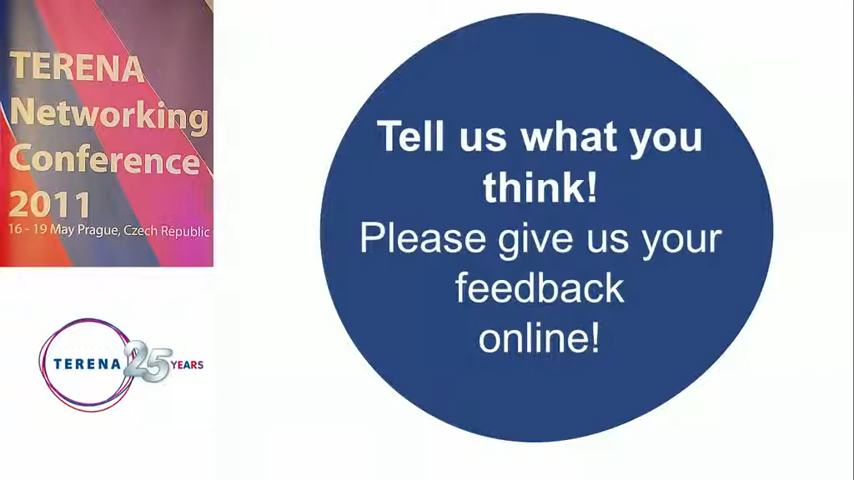 TERENA
Networking
Conference
2011
16 - 19 May Prague, Czech Republic
TERENA 25 YEARS
Tell us what you
think!
Please give us your
feedback
online!